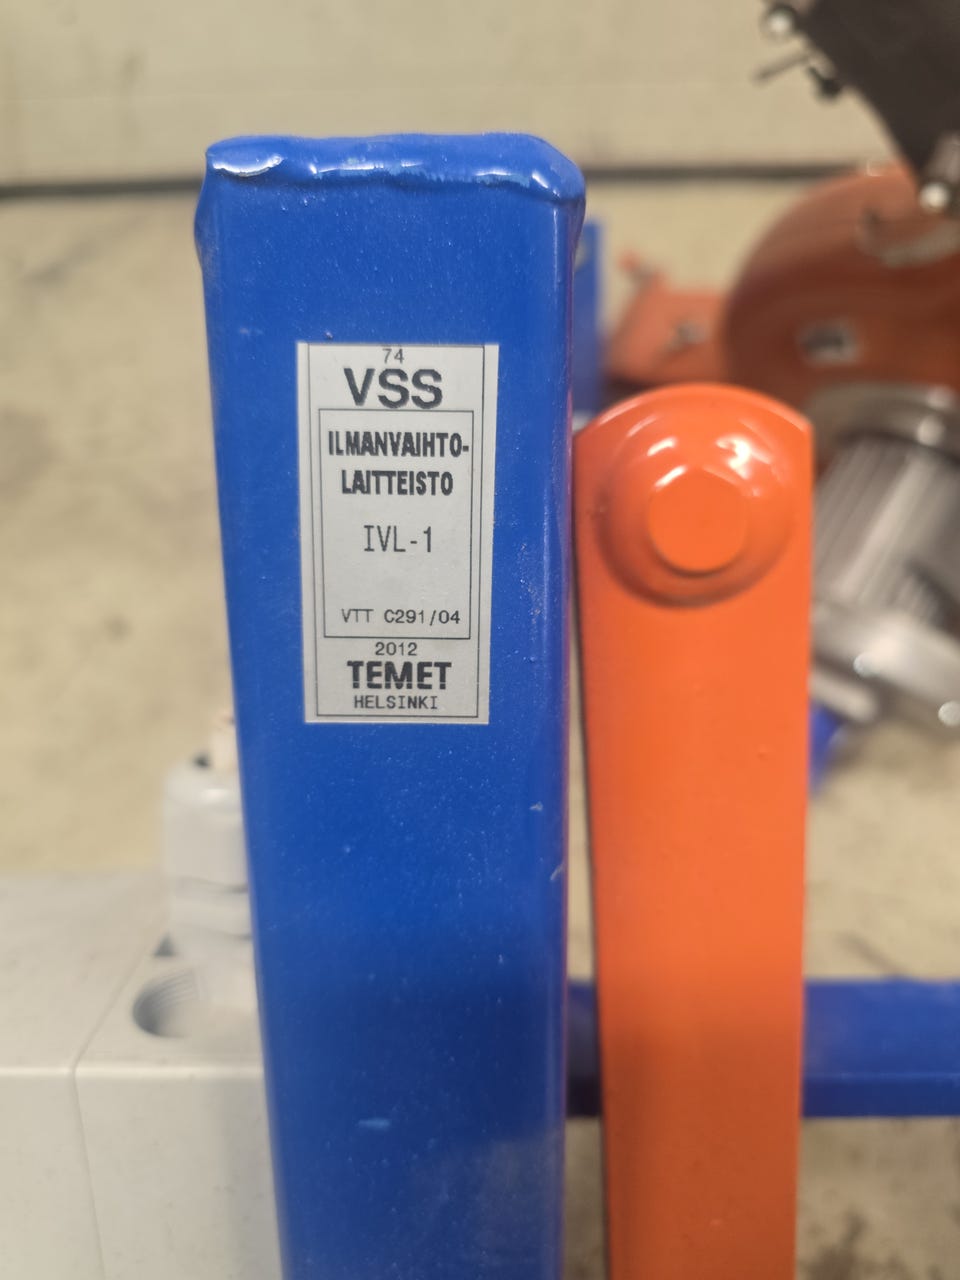 74
VSS
ILMANVAIHTO-
LAITTEISTO
IVL-1
VTT C291/04
2012
TEMET
HELSINKI